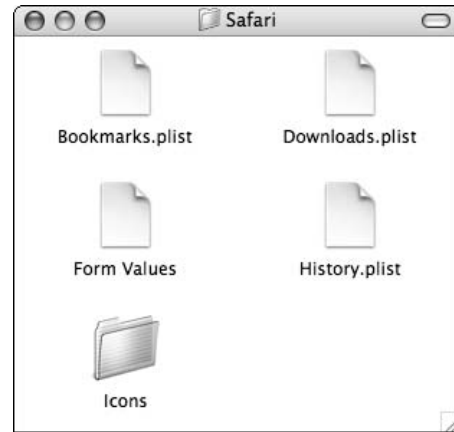 Safari
Bookmarks.plist
Downloads.plist
Form Values
History.plist
Icons